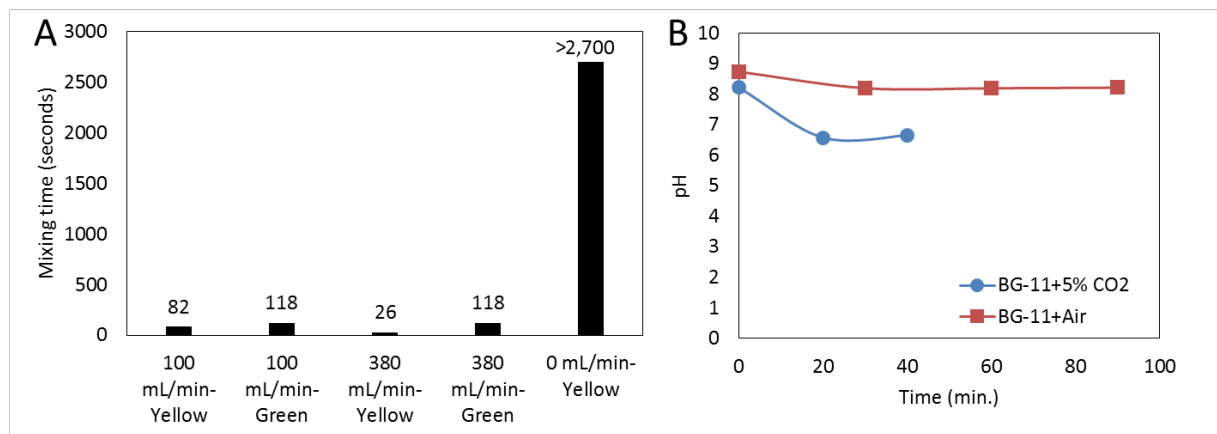 A
Mixing time (seconds)
3000
2500
2000
1500
1000
500
0
82
118
26
118
>2,700
100
mL/min-
Yellow
100
mL/min-
Green
380
mL/min-
Yellow
380
mL/min-
Green
0 mL/min-
Yellow
B
pH
10
9
8
7
6
5
4
3
2
1
0
BG-11+5% CO2
BG-11+Air
0
20
40
60
80
100
Time (min.)